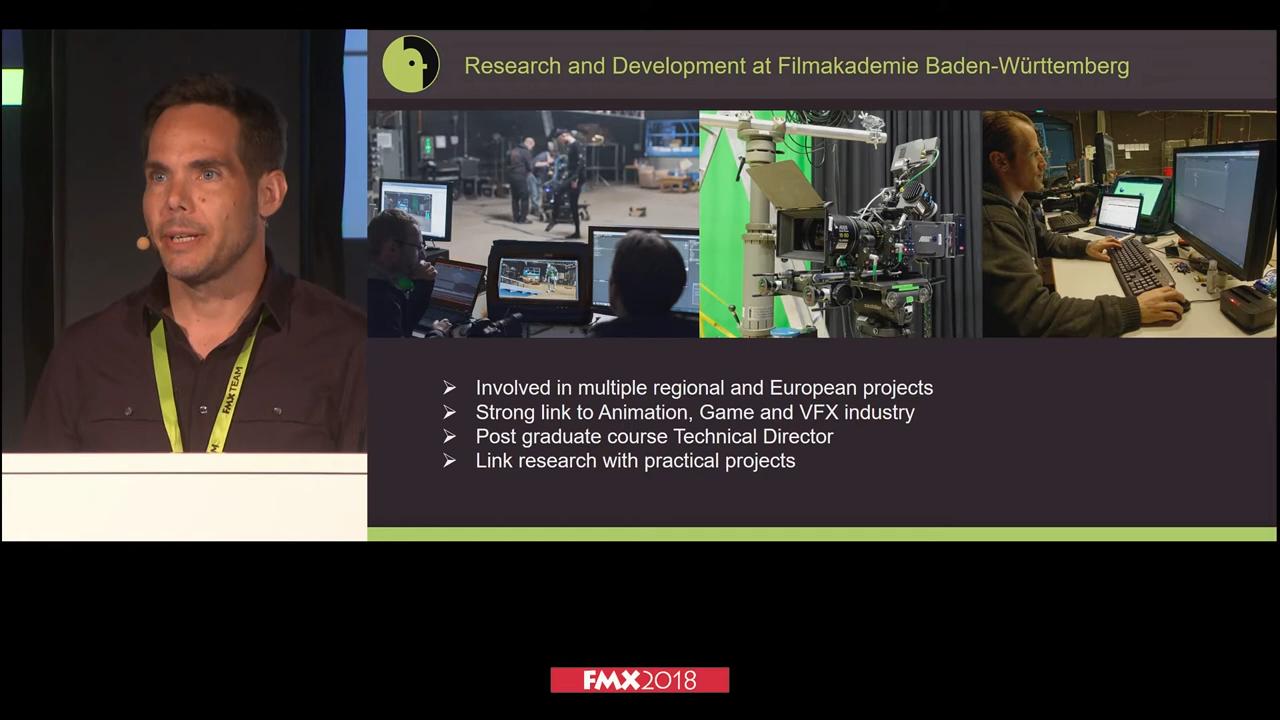 Research and Development at Filmakademie Baden-Württemberg
➢ Involved in multiple regional and European projects
➢ Strong link to Animation, Game and VFX industry
➢ Post graduate course Technical Director
➢ Link research with practical projects
FMX TEAM
FMX2018